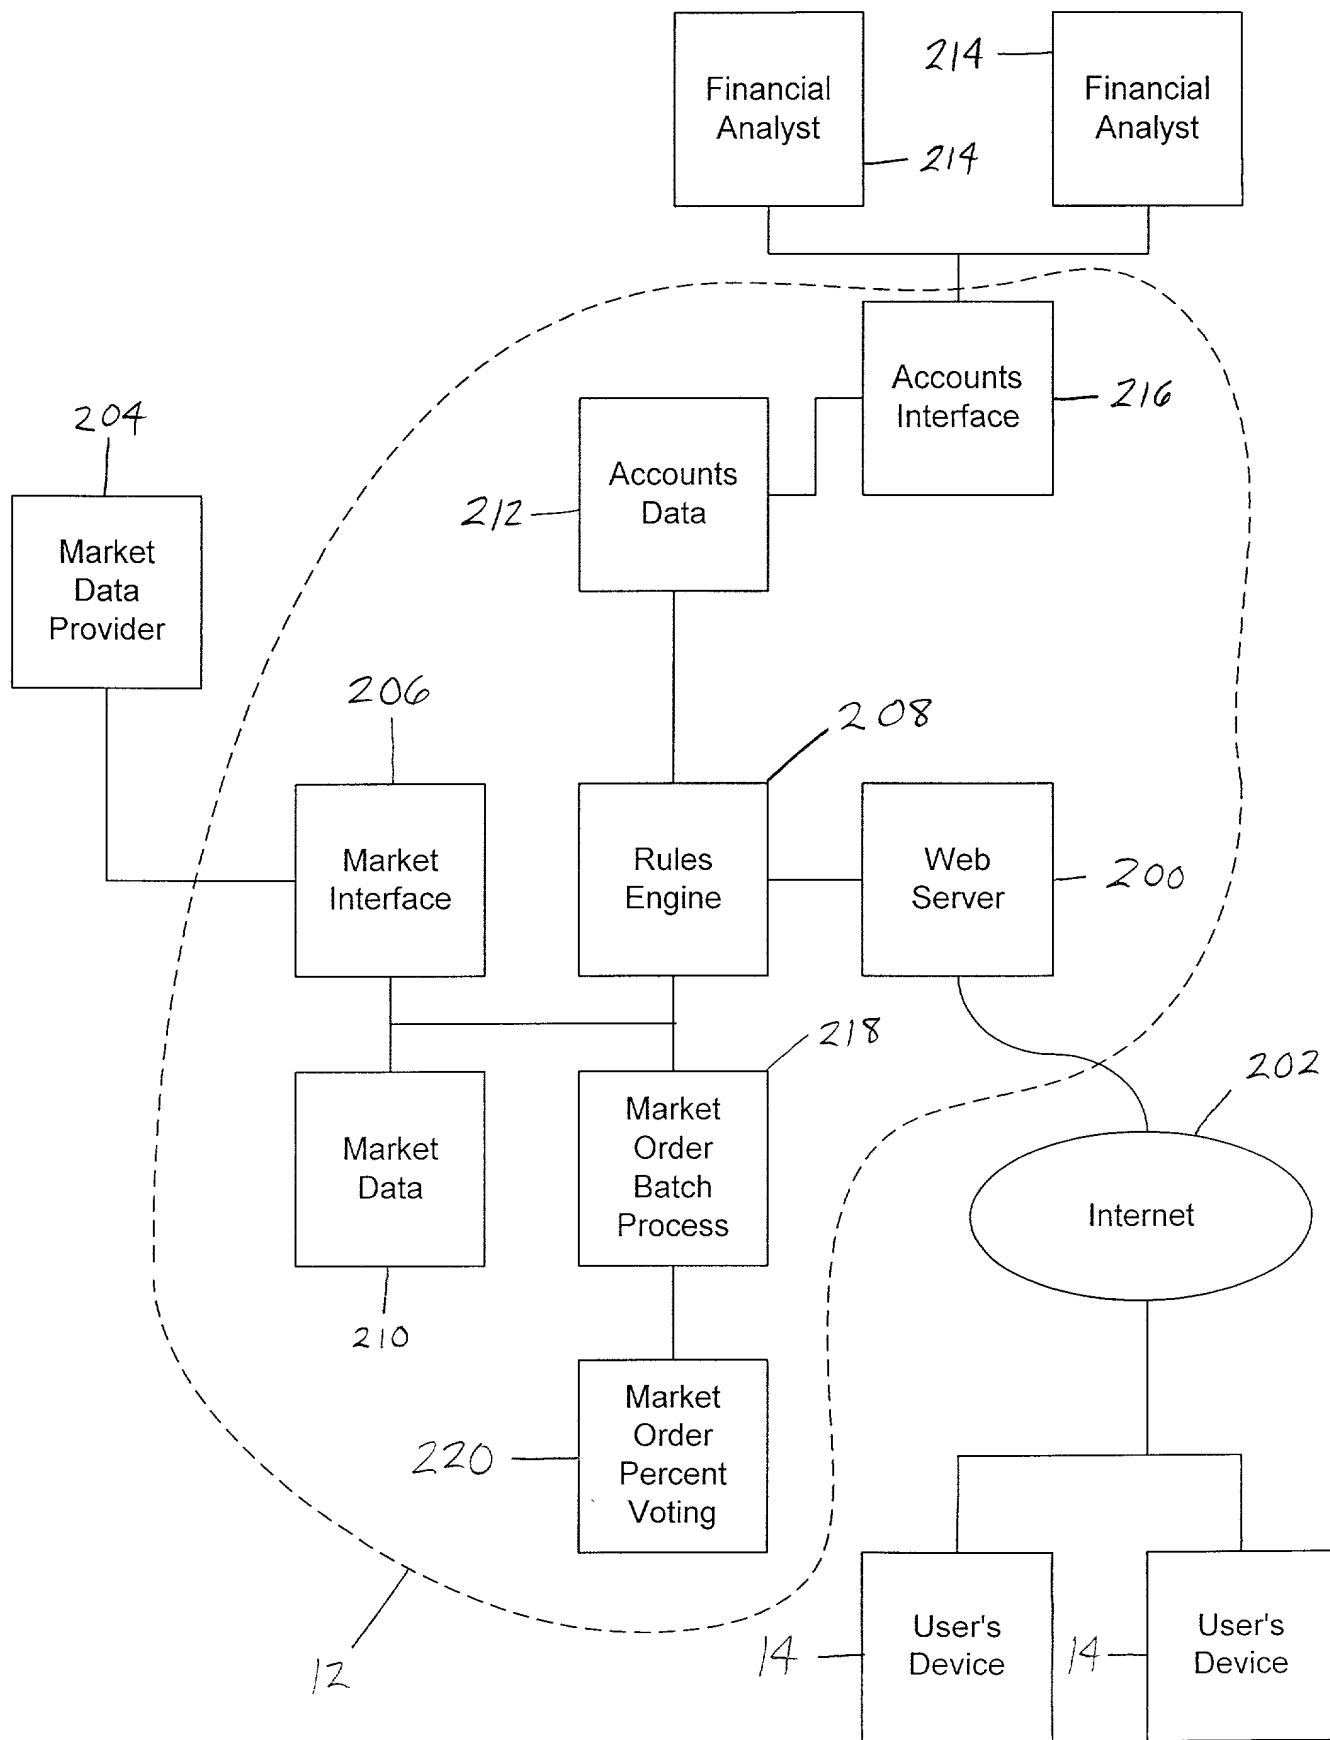 Financial
Analyst
214
214
Financial
Analyst
Accounts
Interface
216
204
Accounts
Data
212
Market
Data
Provider
206
208
Market
Interface
Rules
Engine
Web
Server
200
218
202
Market
Data
Market
Order
Batch
Process
Internet
210
Market
Order
Percent
Voting
220
12
User's
Device
14
User's
Device
14